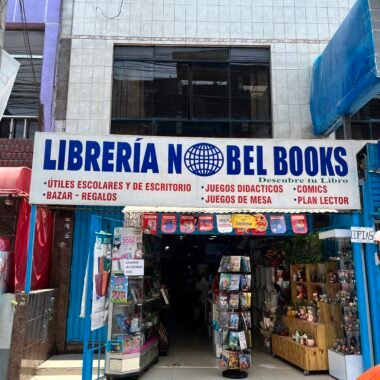 LIBRERÍA NOBEL BOOKS
Descubre tu Libro
•ÚTILES ESCOLARES Y DE ESCRITORIO •JUEGOS DIDACTICOS •COMICS
•BAZAR - REGALOS •JUEGOS DE MESA •PLAN LECTOR
COPIAS